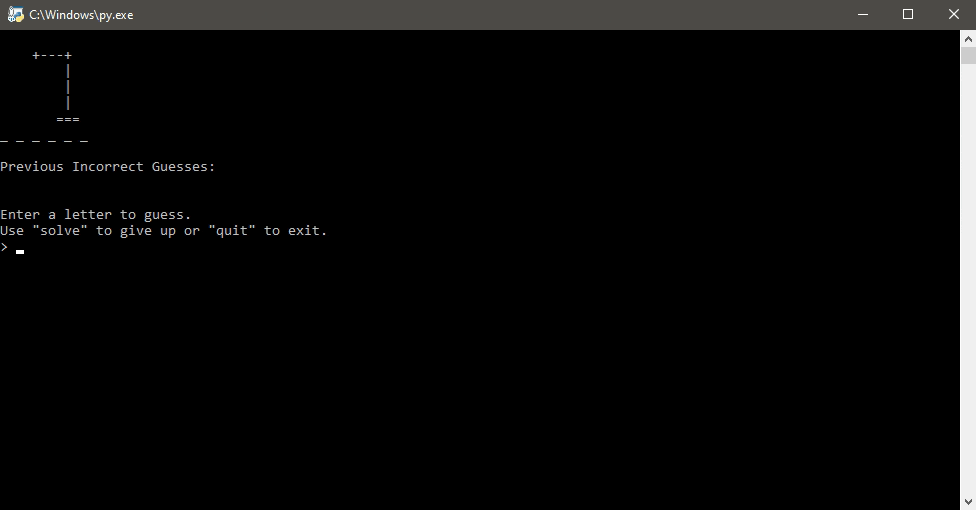 C:\Windows\py.exe
    +---+
        |
        |
        |
       ===
_ _ _ _ _ _
Previous Incorrect Guesses:
Enter a letter to guess.
Use "solve" to give up or "quit" to exit.
>